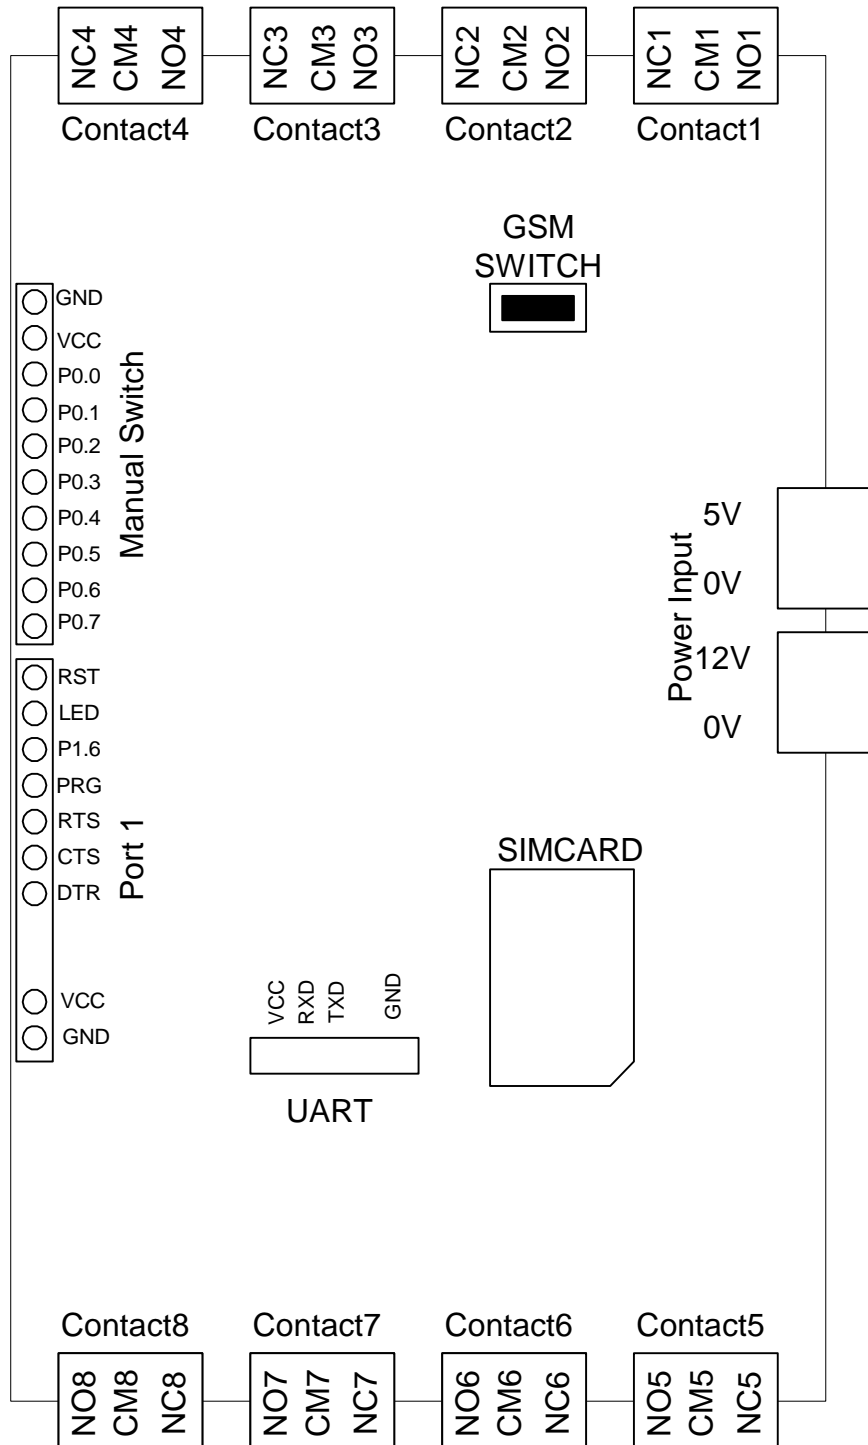 NC4 CM4 NO4
NC3 CM3 NO3
NC2 CM2 NO2
NC1 CM1 NO1
Contact4
Contact3
Contact2
Contact1
GSM
SWITCH
GND
VCC
P0.0
P0.1
P0.2
P0.3
P0.4
P0.5
P0.6
P0.7
Manual Switch
5V
0V
12V
0V
Power Input
RST
LED
P1.6
PRG
RTS
CTS
DTR
VCC
GND
Port 1
SIMCARD
VCC
RXD
TXD
GND
UART
Contact8
Contact7
Contact6
Contact5
NO8 CM8 NC8
NO7 CM7 NC7
NO6 CM6 NC6
NO5 CM5 NC5